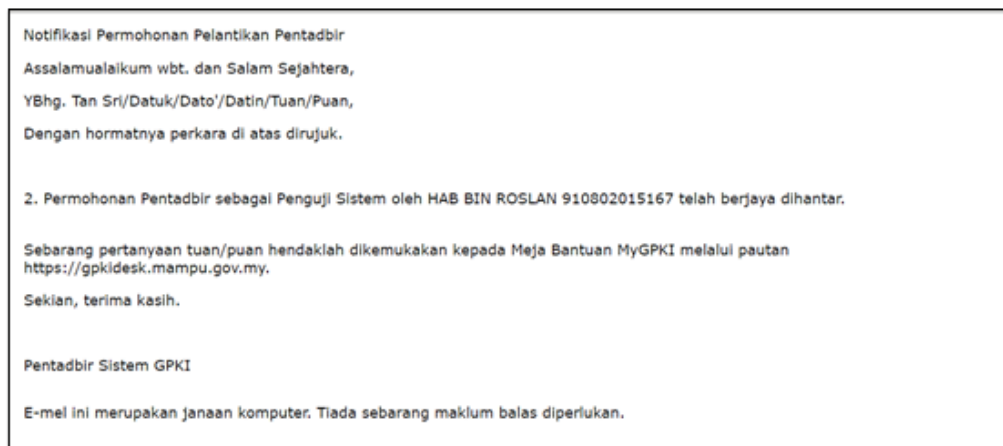 Notifikasi Permohonan Pelantikan Pentadbir
Assalamualaikum wbt. dan Salam Sejahtera,
YBhg. Tan Sri/Datuk/Dato'/Datin/Tuan/Puan,
Dengan hormatnya perkara di atas dirujuk.
2. Permohonan Pentadbir sebagai Penguji Sistem oleh HAB BIN ROSLAN 910802015167 telah berjaya dihantar.
Sebarang pertanyaan tuan/puan hendaklah dikemukakan kepada Meja Bantuan MyGPKI melalui pautan
https://gpkidesk.mampu.gov.my.
Sekian, terima kasih.
Pentadbir Sistem GPKI
E-mel ini merupakan janaan komputer. Tiada sebarang maklum balas diperlukan.